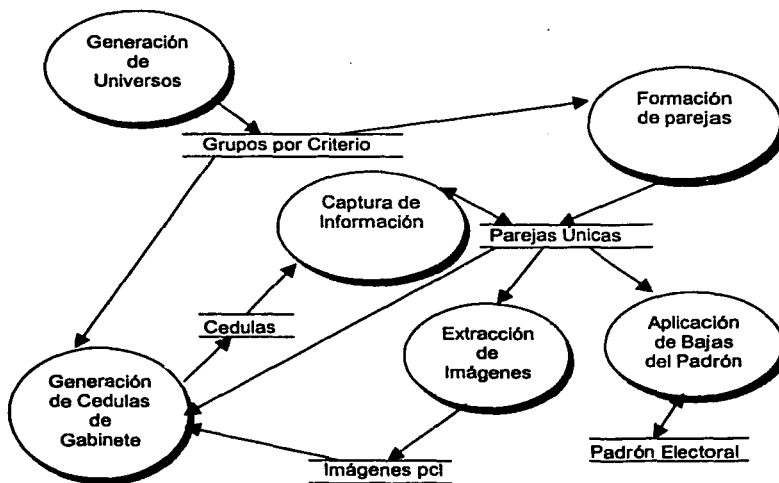 Generación
de
Universos
Formación
de parejas
Grupos por Criterio
Captura de
Información
Parejas Únicas
Cedulas
Extracción
de
Imágenes
Aplicación
de Bajas
del Padrón
Generación
de Cedulas
de
Gabinete
Imágenes pcl
Padrón Electoral